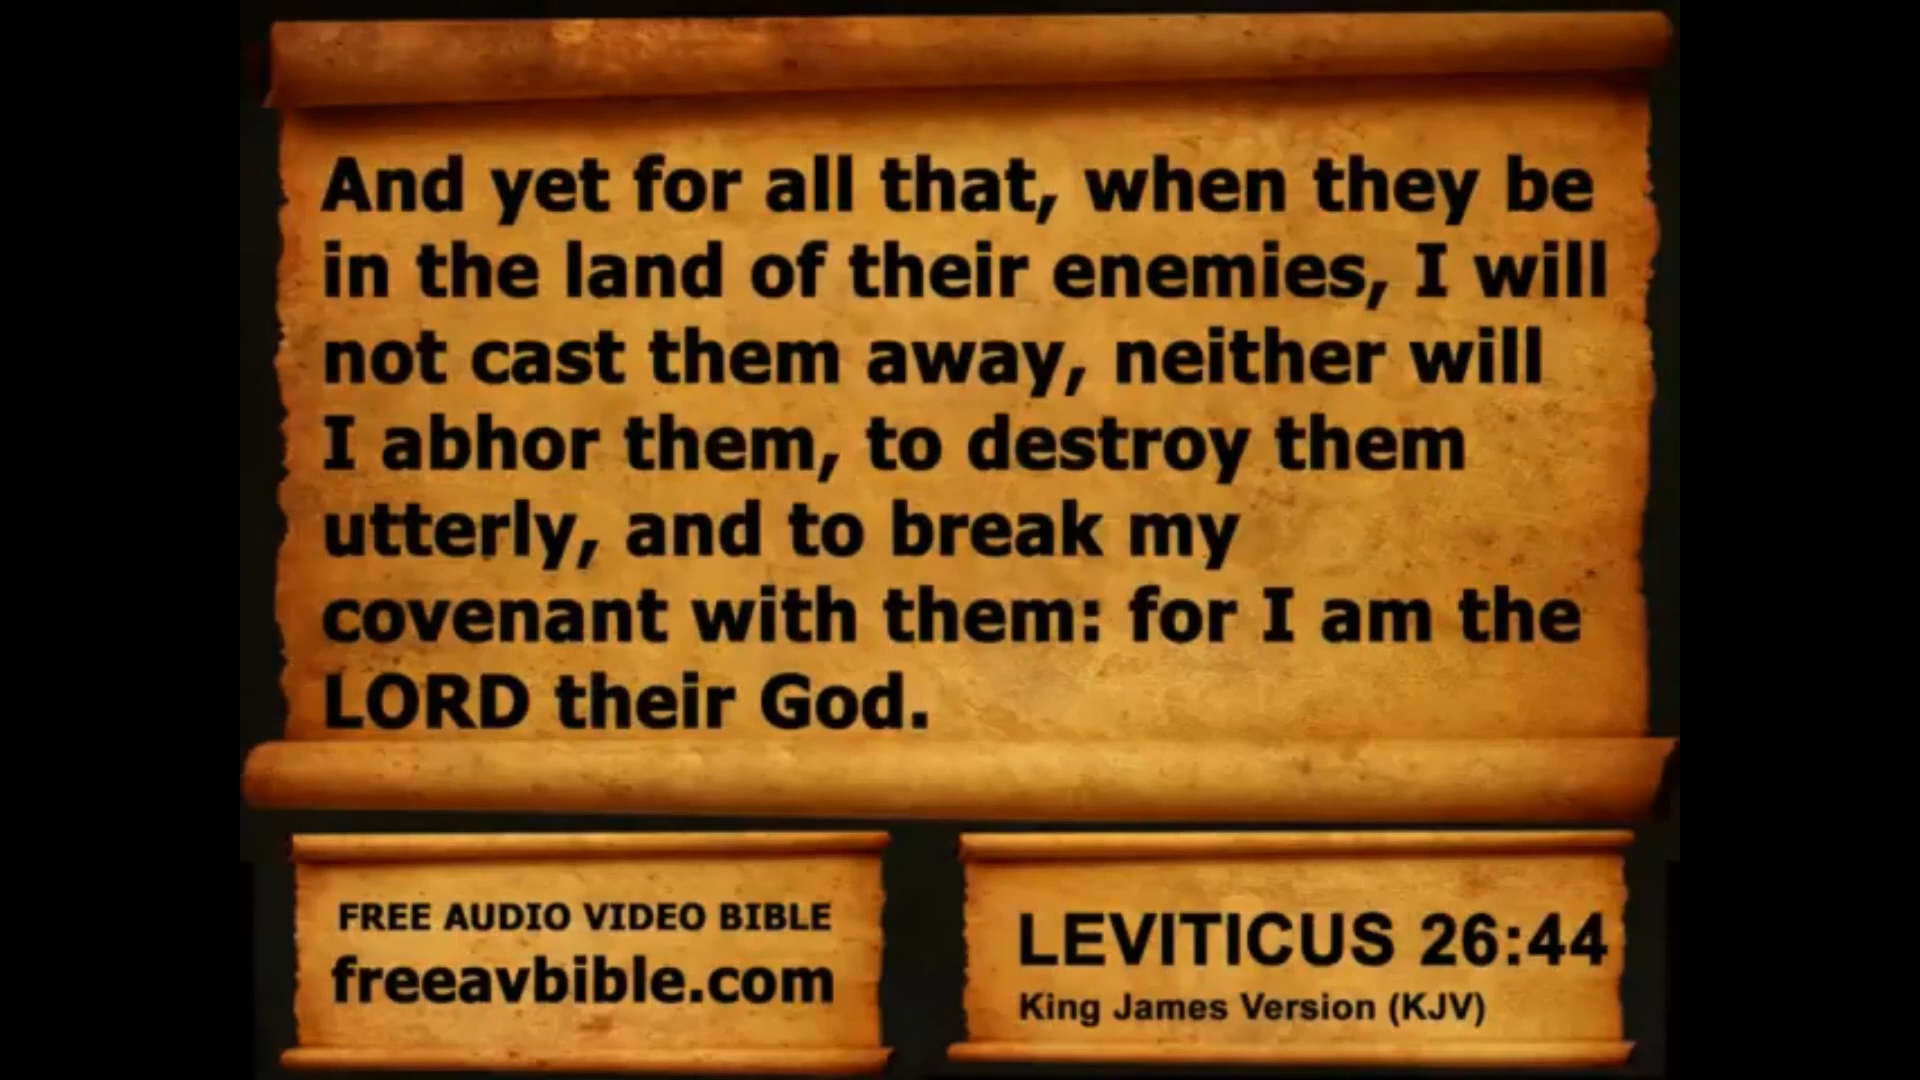 And yet for all that, when they be
in the land of their enemies, I will
not cast them away, neither will
I abhor them, to destroy them
utterly, and to break my
covenant with them: for I am the
LORD their God.
FREE AUDIO VIDEO BIBLE
freeavbible.com
LEVITICUS 26:44
King James Version (KJV)